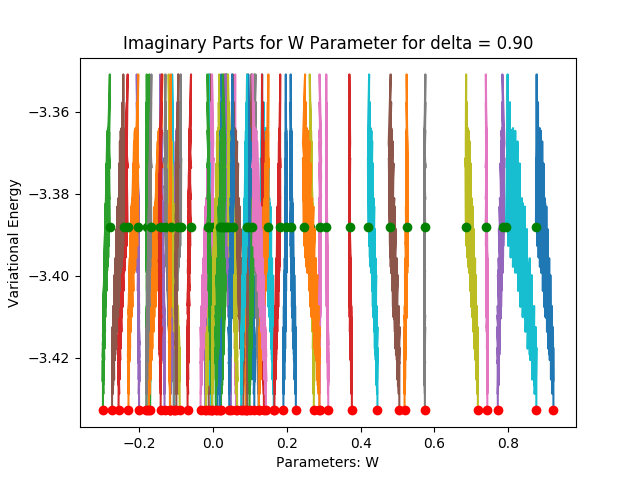 Imaginary Parts for W Parameter for delta = 0.90
Variational Energy
−3.36
−3.38
−3.40
−3.42
−0.2 0.0 0.2 0.4 0.6 0.8
Parameters: W